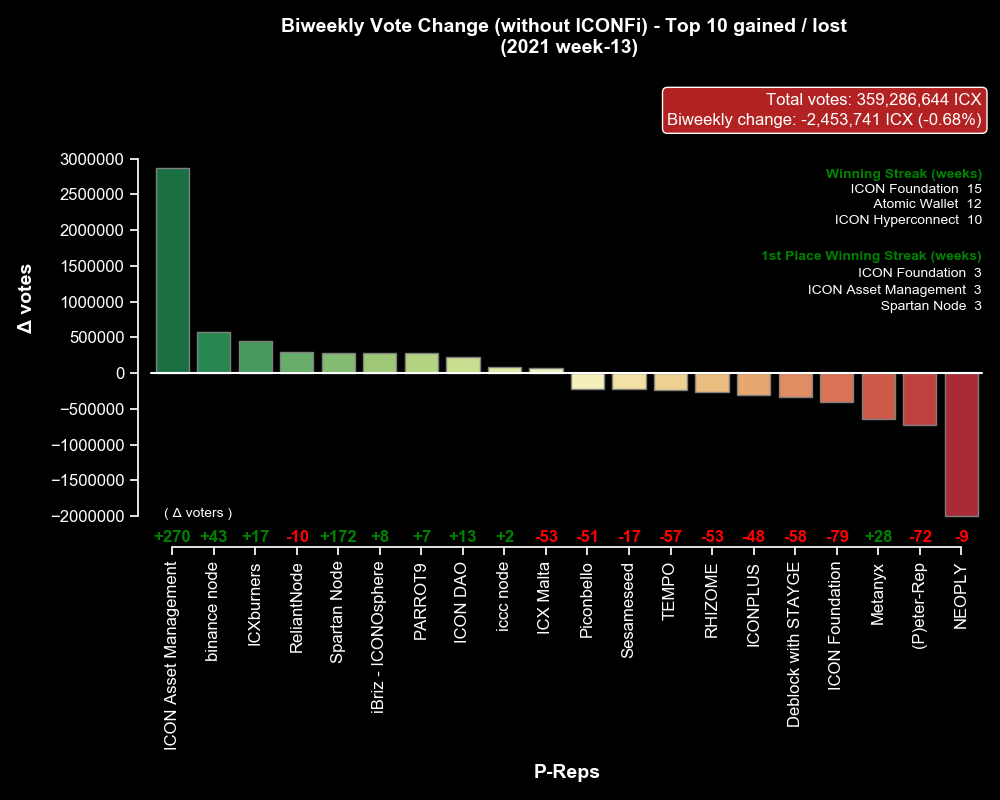 Biweekly Vote Change (without ICONFi) - Top 10 gained / lost
(2021 week-13)
Total votes: 359,286,644 ICX
Biweekly change: -2,453,741 ICX (-0.68%)
Winning Streak (weeks)
ICON Foundation 15
Atomic Wallet 12
ICON Hyperconnect 10
1st Place Winning Streak (weeks)
ICON Foundation 3
ICON Asset Management 3
Spartan Node 3
Δ votes
3000000
2500000
2000000
1500000
1000000
500000
0
−500000
−1000000
−1500000
−2000000
( Δ voters )
+270 +43 +17 -10 +172 +8 +7 +13 +2 -53 -51 -17 -57 -53 -48 -58 -79 +28 -72 -9
ICON Asset Management
binance node
ICXburners
ReliantNode
Spartan Node
iBriz - ICONOsphere
PARROT9
ICON DAO
iccc node
ICX Malta
Piconbello
Sesameseed
TEMPO
RHIZOME
ICONPLUS
Deblock with STAYGE
ICON Foundation
Metanyx
(P)eter-Rep
NEOPLY
P-Reps